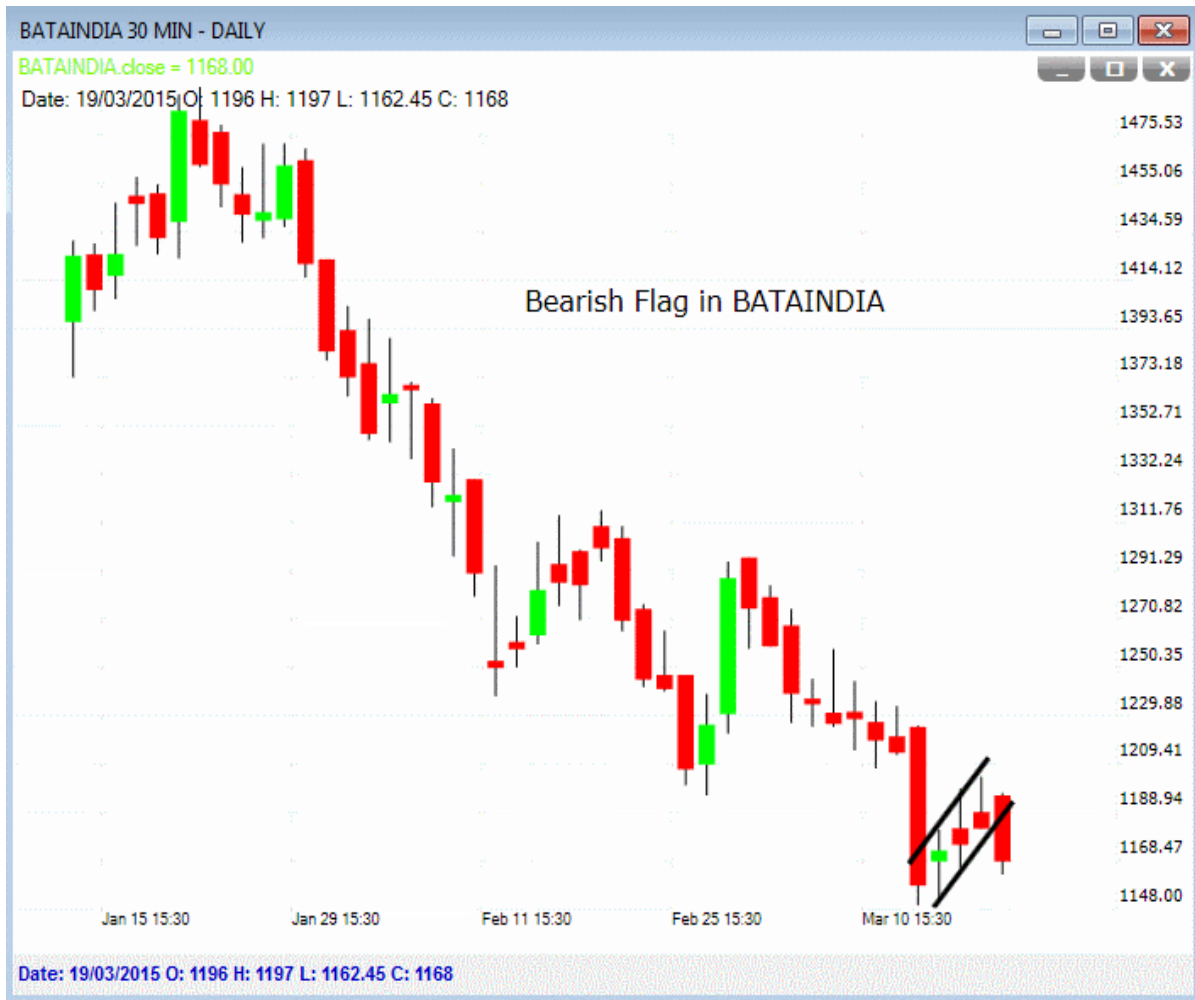 BATAINDIA 30 MIN - DAILY
BATAINDIA.close = 1168.00
Date: 19/03/2015 O: 1196 H: 1197 L: 1162.45 C: 1168
1475.53
1455.06
1434.59
1414.12
Bearish Flag in BATAINDIA
1393.65
1373.18
1352.71
1332.24
1311.76
1291.29
1270.82
1250.35
1229.88
1209.41
1188.94
1168.47
1148.00
Jan 15 15:30 Jan 29 15:30 Feb 11 15:30 Feb 25 15:30 Mar 10 15:30
Date: 19/03/2015 O: 1196 H: 1197 L: 1162.45 C: 1168